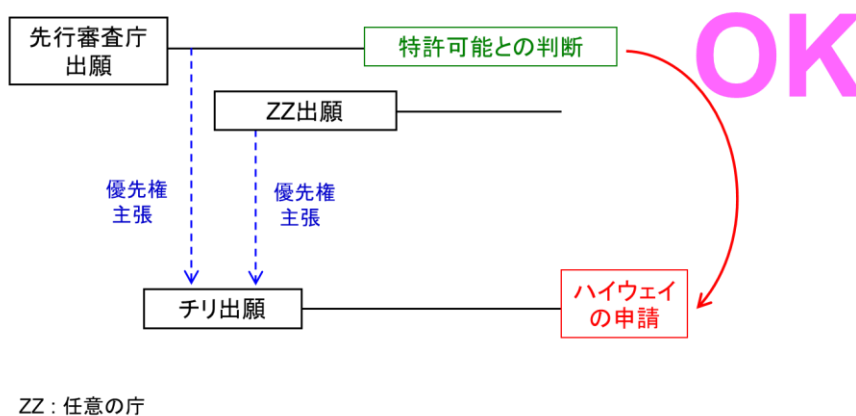 先行審査庁
出願
特許可能との判断
OK
ZZ出願
優先権
主張
優先権
主張
チリ出願
ハイウェイ
の申請
ZZ : 任意の庁